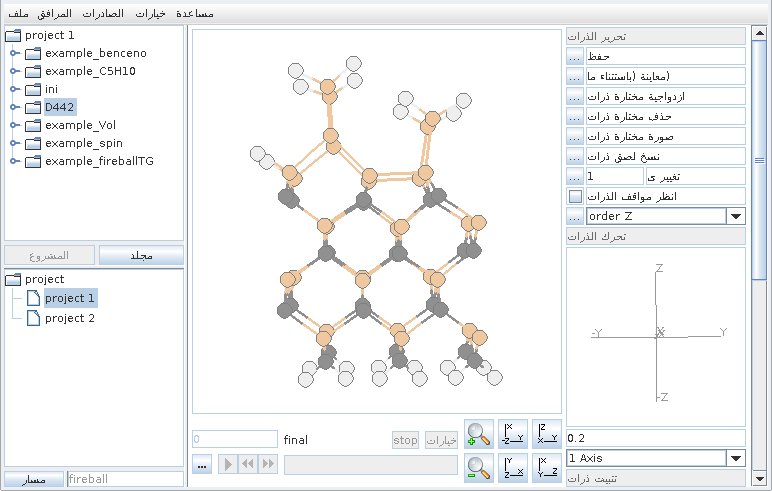 ملف المرافق الصادرات خيارات مساعدة
project 1
example_benceno
example_C5H10
ini
D442
example_Vol
example_spin
example_fireballTG
المشروع مجلد
project
project 1
project 2
مسار fireball
0 final stop خيارات
...
X Z Y
Z X Y
Y Z X
X Y Z
تحرير الذرات
... حفظ
... معاينة (باستثناء ما)
... ازدواجية مختارة ذرات
... حذف مختارة ذرات
... صورة مختارة ذرات
... نسخ لصق ذرات
... 1 تغيير ى
انظر مواقف الذرات
... order Z
تحرك الذرات
Z
-Y X Y
-Z
0.2
1 Axis
تثبيت ذرات